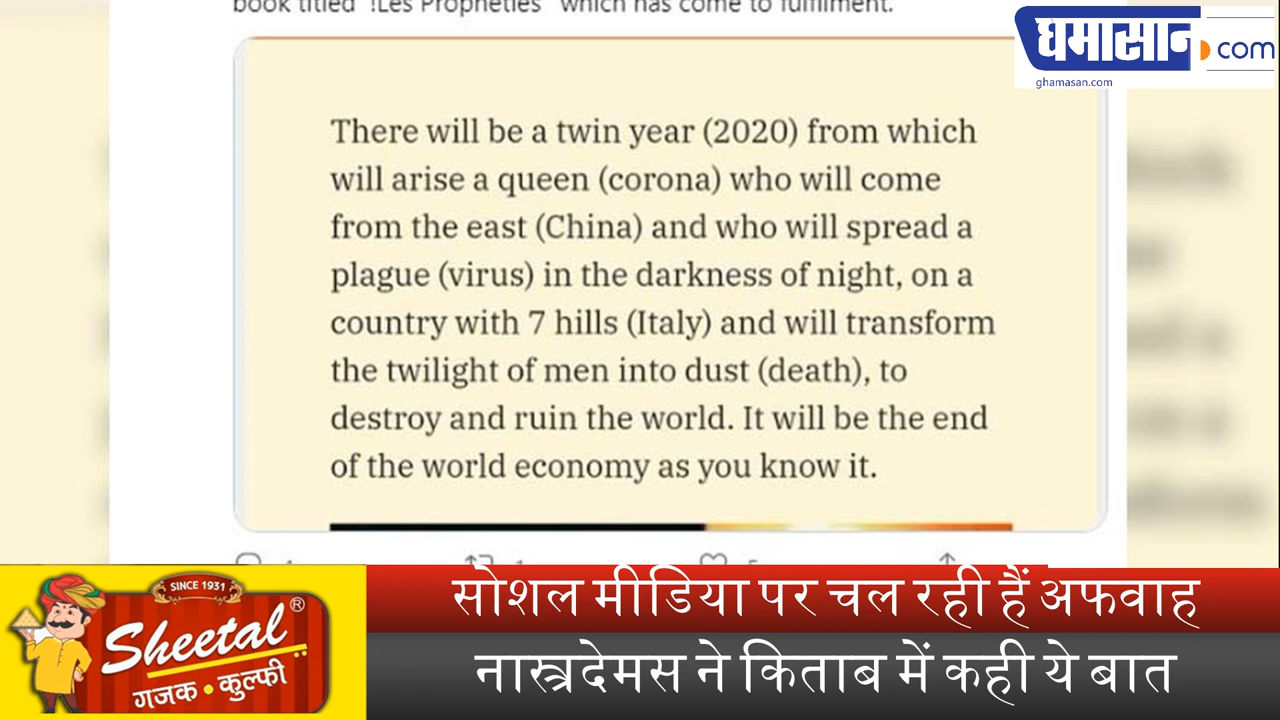 book titled "!Les Propheties" which has come to fulfilment.
घमासान.com
ghamasan.com
There will be a twin year (2020) from which
will arise a queen (corona) who will come
from the east (China) and who will spread a
plague (virus) in the darkness of night, on a
country with 7 hills (Italy) and will transform
the twilight of men into dust (death), to
destroy and ruin the world. It will be the end
of the world economy as you know it.
SINCE 1931
Sheetal®
गजक • कुल्फी
सोशल मीडिया पर चल रही हैं अफवाह
नास्त्रदेमस ने किताब में कही ये बात